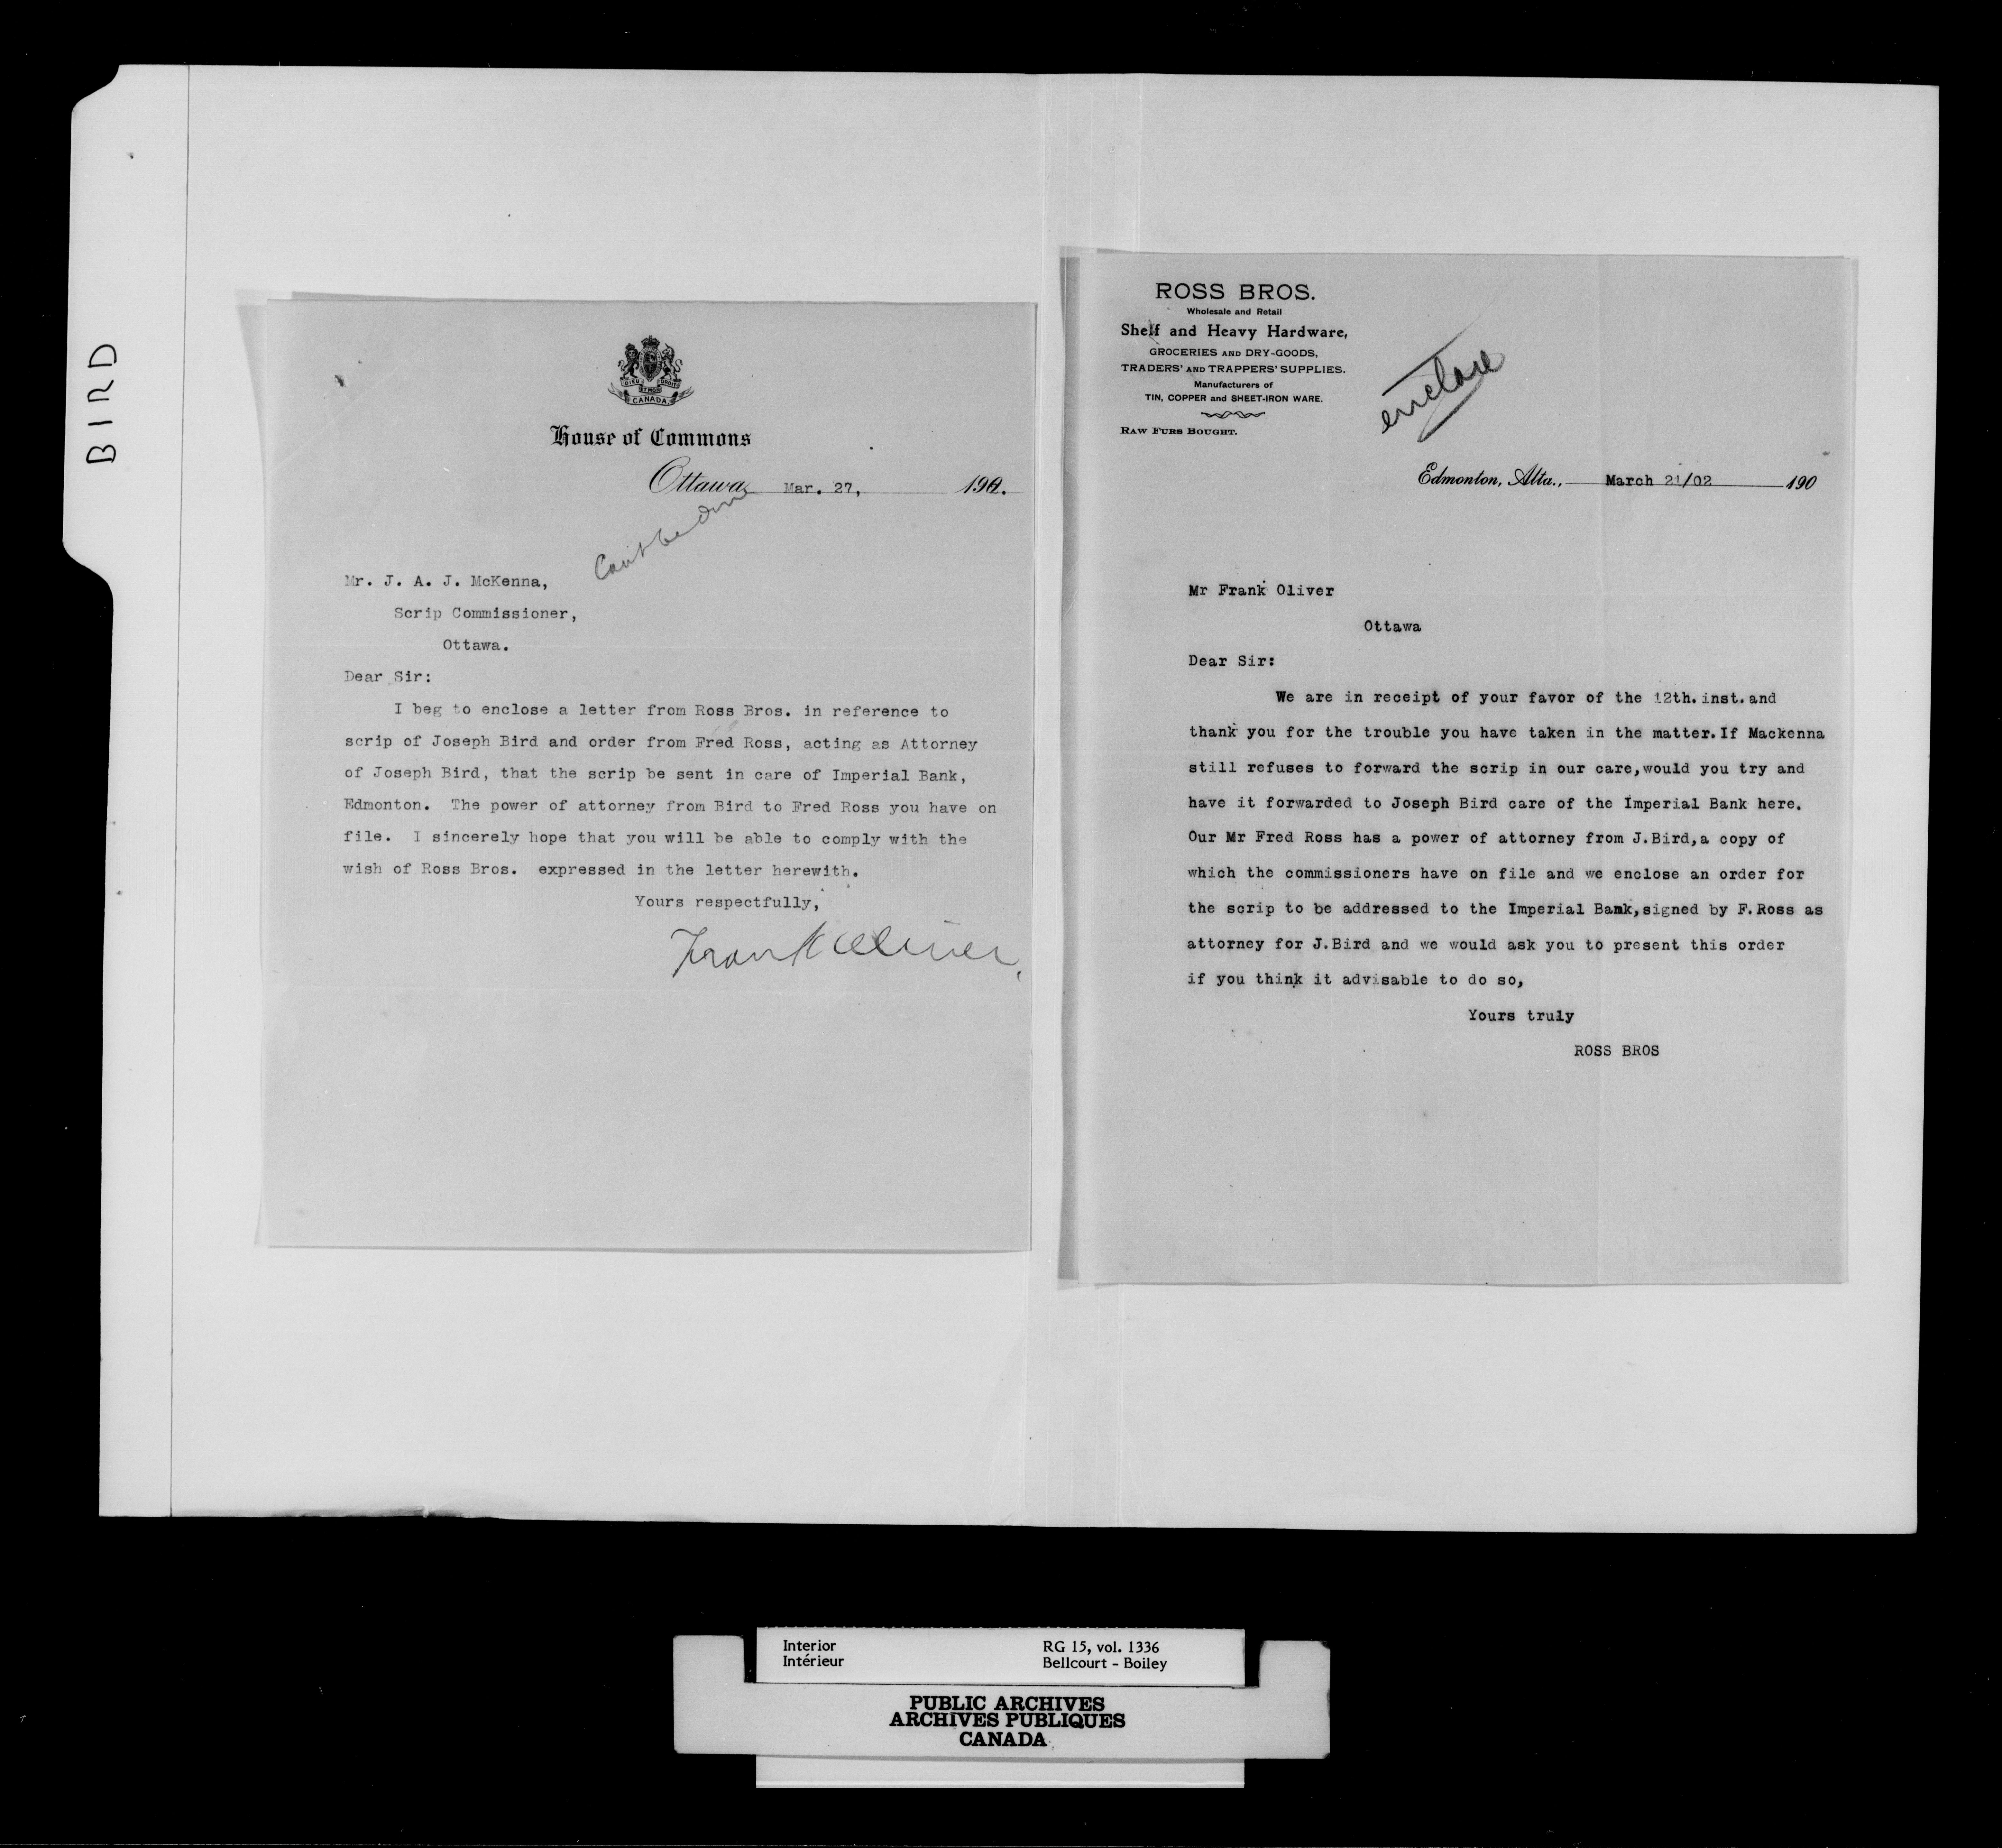 BIRD
DIEU ET MON DROIT
CANADA
House of Commons
Ottawa, Mar. 27, 190
Can't be done
Mr. J. A. J. McKenna,
Scrip Commissioner,
Ottawa.
Dear Sir:
I beg to enclose a letter from Ross Bros. in reference to
scrip of Joseph Bird and order from Fred Ross, acting as Attorney
of Joseph Bird, that the scrip be sent in care of Imperial Bank,
Edmonton. The power of attorney from Bird to Fred Ross you have on
file. I sincerely hope that you will be able to comply with the
wish of Ross Bros. expressed in the letter herewith.
Yours respectfully,
Frank Oliver,
ROSS BROS.
Wholesale and Retail
Shelf and Heavy Hardware,
GROCERIES AND DRY-GOODS,
TRADERS' AND TRAPPERS' SUPPLIES.
Manufacturers of
TIN, COPPER and SHEET-IRON WARE.
RAW FURS BOUGHT.
enclose
Edmonton, Alta., March 21/02 190
Mr Frank Oliver
Ottawa
Dear Sir:
We are in receipt of your favor of the 12th. inst. and
thank you for the trouble you have taken in the matter. If Mackenna
still refuses to forward the scrip in our care, would you try and
have it forwarded to Joseph Bird care of the Imperial Bank here.
Our Mr Fred Ross has a power of attorney from J. Bird, a copy of
which the commissioners have on file and we enclose an order for
the scrip to be addressed to the Imperial Bank, signed by F. Ross as
attorney for J. Bird and we would ask you to present this order
if you think it advisable to do so,
Yours truly
ROSS BROS
Interior RG 15, vol. 1336
Intérieur Bellcourt - Boiley
PUBLIC ARCHIVES
ARCHIVES PUBLIQUES
CANADA